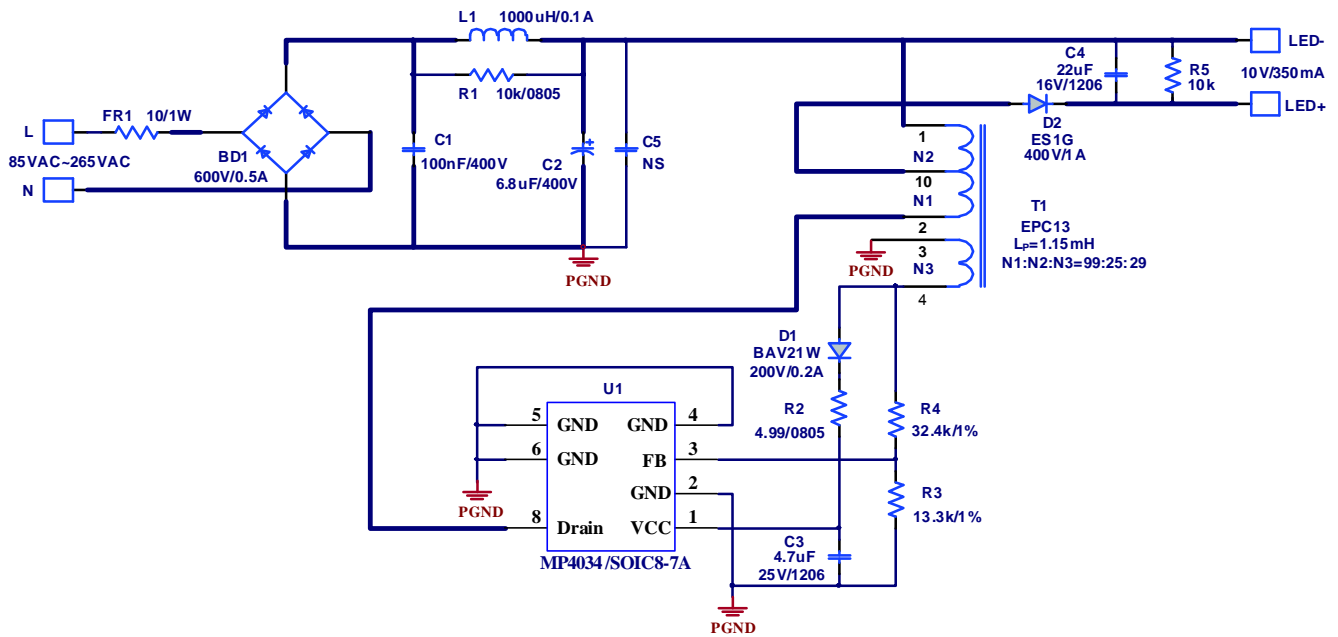 L1 1000uH/0.1A
R1 10k/0805
FR1 10/1W
L
85VAC~265VAC
N
BD1
600V/0.5A
C1
100nF/400V
C2
6.8uF/400V
C5
NS
PGND
C4
22uF
16V/1206
R5
10k
LED-
10V/350mA
LED+
D2
ES1G
400V/1A
1
N2
10
N1
2
3
N3
4
PGND
T1
EPC13
LP=1.15mH
N1:N2:N3=99:25:29
D1
BAV21W
200V/0.2A
R2
4.99/0805
R4
32.4k/1%
R3
13.3k/1%
U1
5 GND GND 4
6 GND FB 3
GND 2
8 Drain VCC 1
MP4034/SOIC8-7A
PGND
C3
4.7uF
25V/1206
PGND